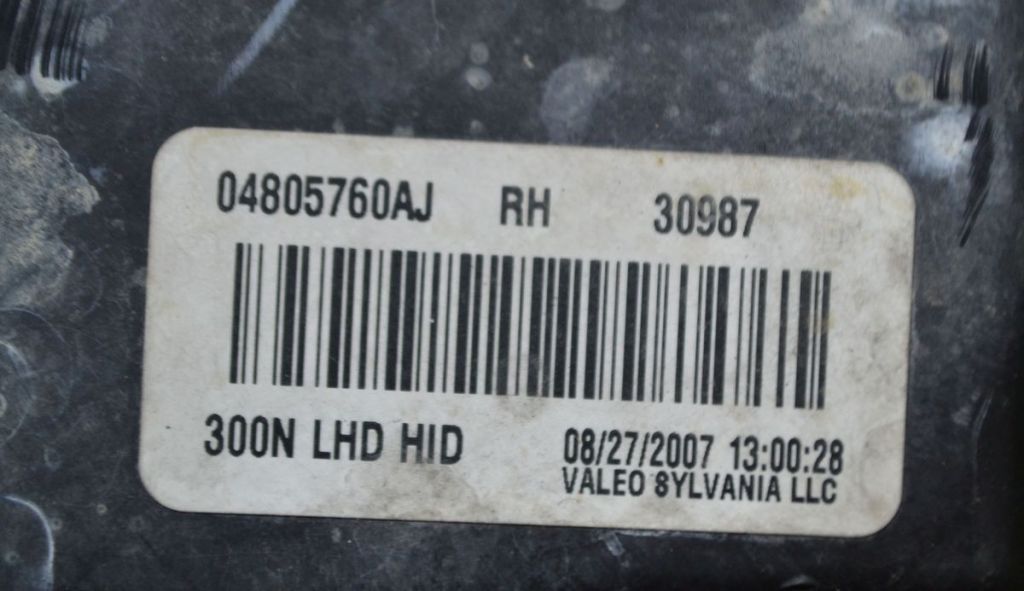 04805760AJ RH 30987
300N LHD HID 08/27/2007 13:00:28
VALEO SYLVANIA LLC